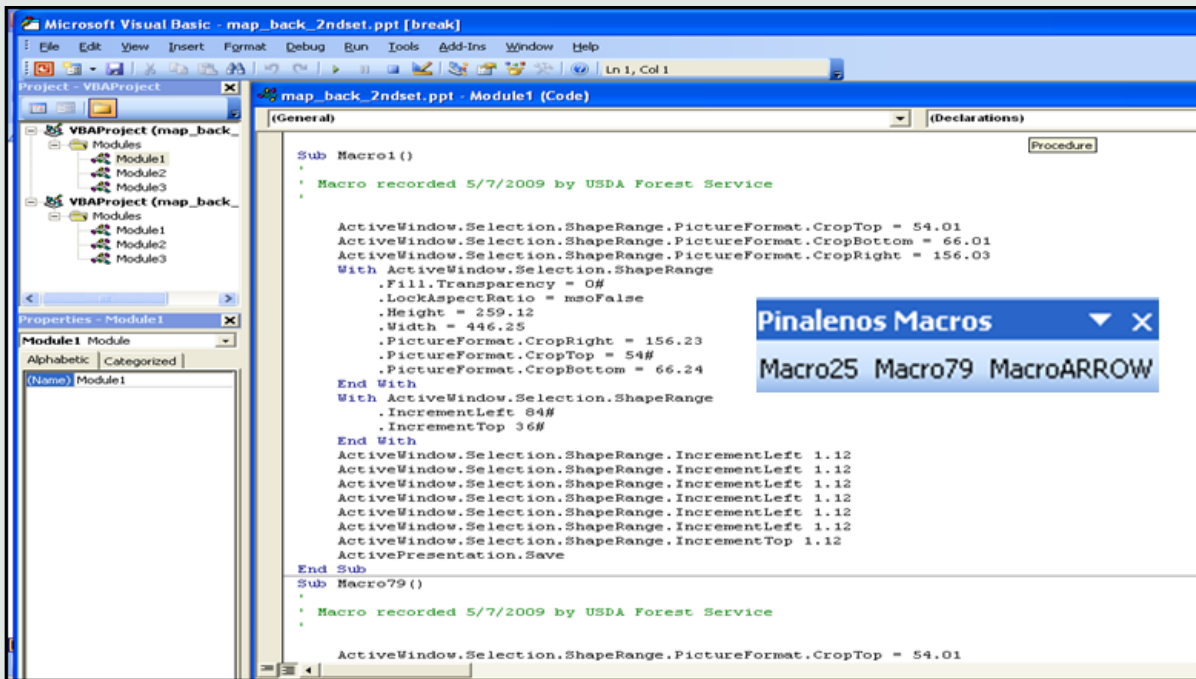 Microsoft Visual Basic - map_back_2ndset.ppt [break]
File Edit View Insert Format Debug Run Tools Add-Ins Window Help
Ln 1, Col 1
Project - VBAProject
VBAProject (map_back_
Modules
Module1
Module2
Module3
VBAProject (map_back_
Modules
Module1
Module2
Module3
Properties - Module1
Module1 Module
Alphabetic Categorized
(Name) Module1
map_back_2ndset.ppt - Module1 (Code)
(General) (Declarations)
Procedure
Sub Macro1()
'
' Macro recorded 5/7/2009 by USDA Forest Service
'
ActiveWindow.Selection.ShapeRange.PictureFormat.CropTop = 54.01
ActiveWindow.Selection.ShapeRange.PictureFormat.CropBottom = 66.01
ActiveWindow.Selection.ShapeRange.PictureFormat.CropRight = 156.03
With ActiveWindow.Selection.ShapeRange
.Fill.Transparency = 0#
.LockAspectRatio = msoFalse
.Height = 259.12
.Width = 446.25
.PictureFormat.CropRight = 156.23
.PictureFormat.CropTop = 54#
.PictureFormat.CropBottom = 66.24
End With
With ActiveWindow.Selection.ShapeRange
.IncrementLeft 84#
.IncrementTop 36#
End With
ActiveWindow.Selection.ShapeRange.IncrementLeft 1.12
ActiveWindow.Selection.ShapeRange.IncrementLeft 1.12
ActiveWindow.Selection.ShapeRange.IncrementLeft 1.12
ActiveWindow.Selection.ShapeRange.IncrementLeft 1.12
ActiveWindow.Selection.ShapeRange.IncrementLeft 1.12
ActiveWindow.Selection.ShapeRange.IncrementLeft 1.12
ActiveWindow.Selection.ShapeRange.IncrementTop 1.12
ActivePresentation.Save
End Sub
Sub Macro79()
'
' Macro recorded 5/7/2009 by USDA Forest Service
'
ActiveWindow.Selection.ShapeRange.PictureFormat.CropTop = 54.01
Pinalenos Macros
Macro25 Macro79 MacroARROW